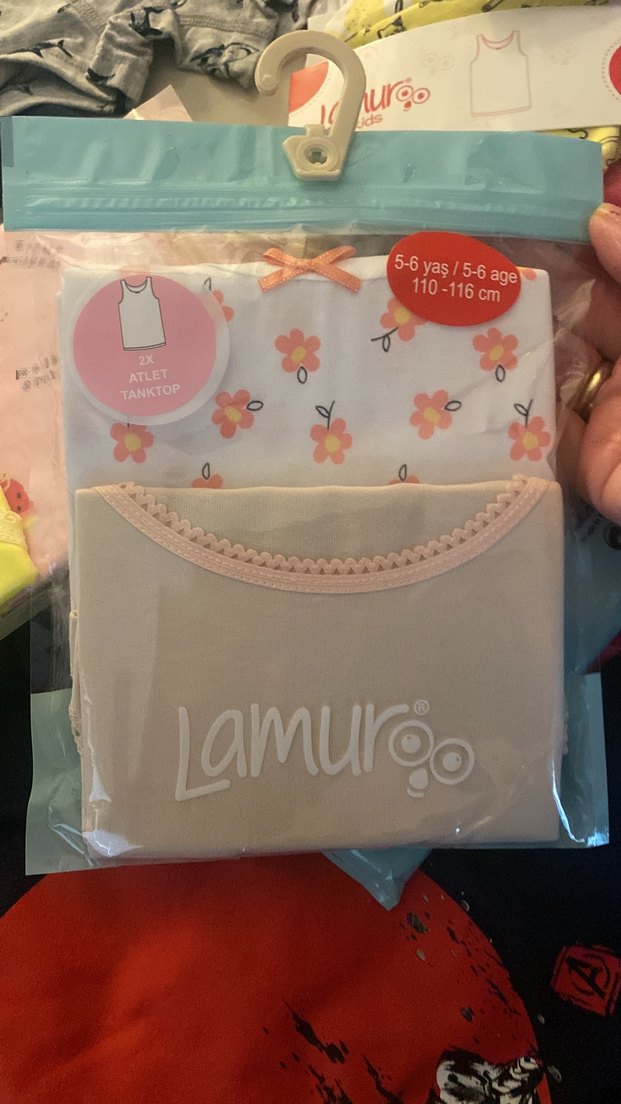 Lamuroo
kids
5-6 yaş / 5-6 age
110 -116 cm
2X
ATLET
TANKTOP
Lamuroo®